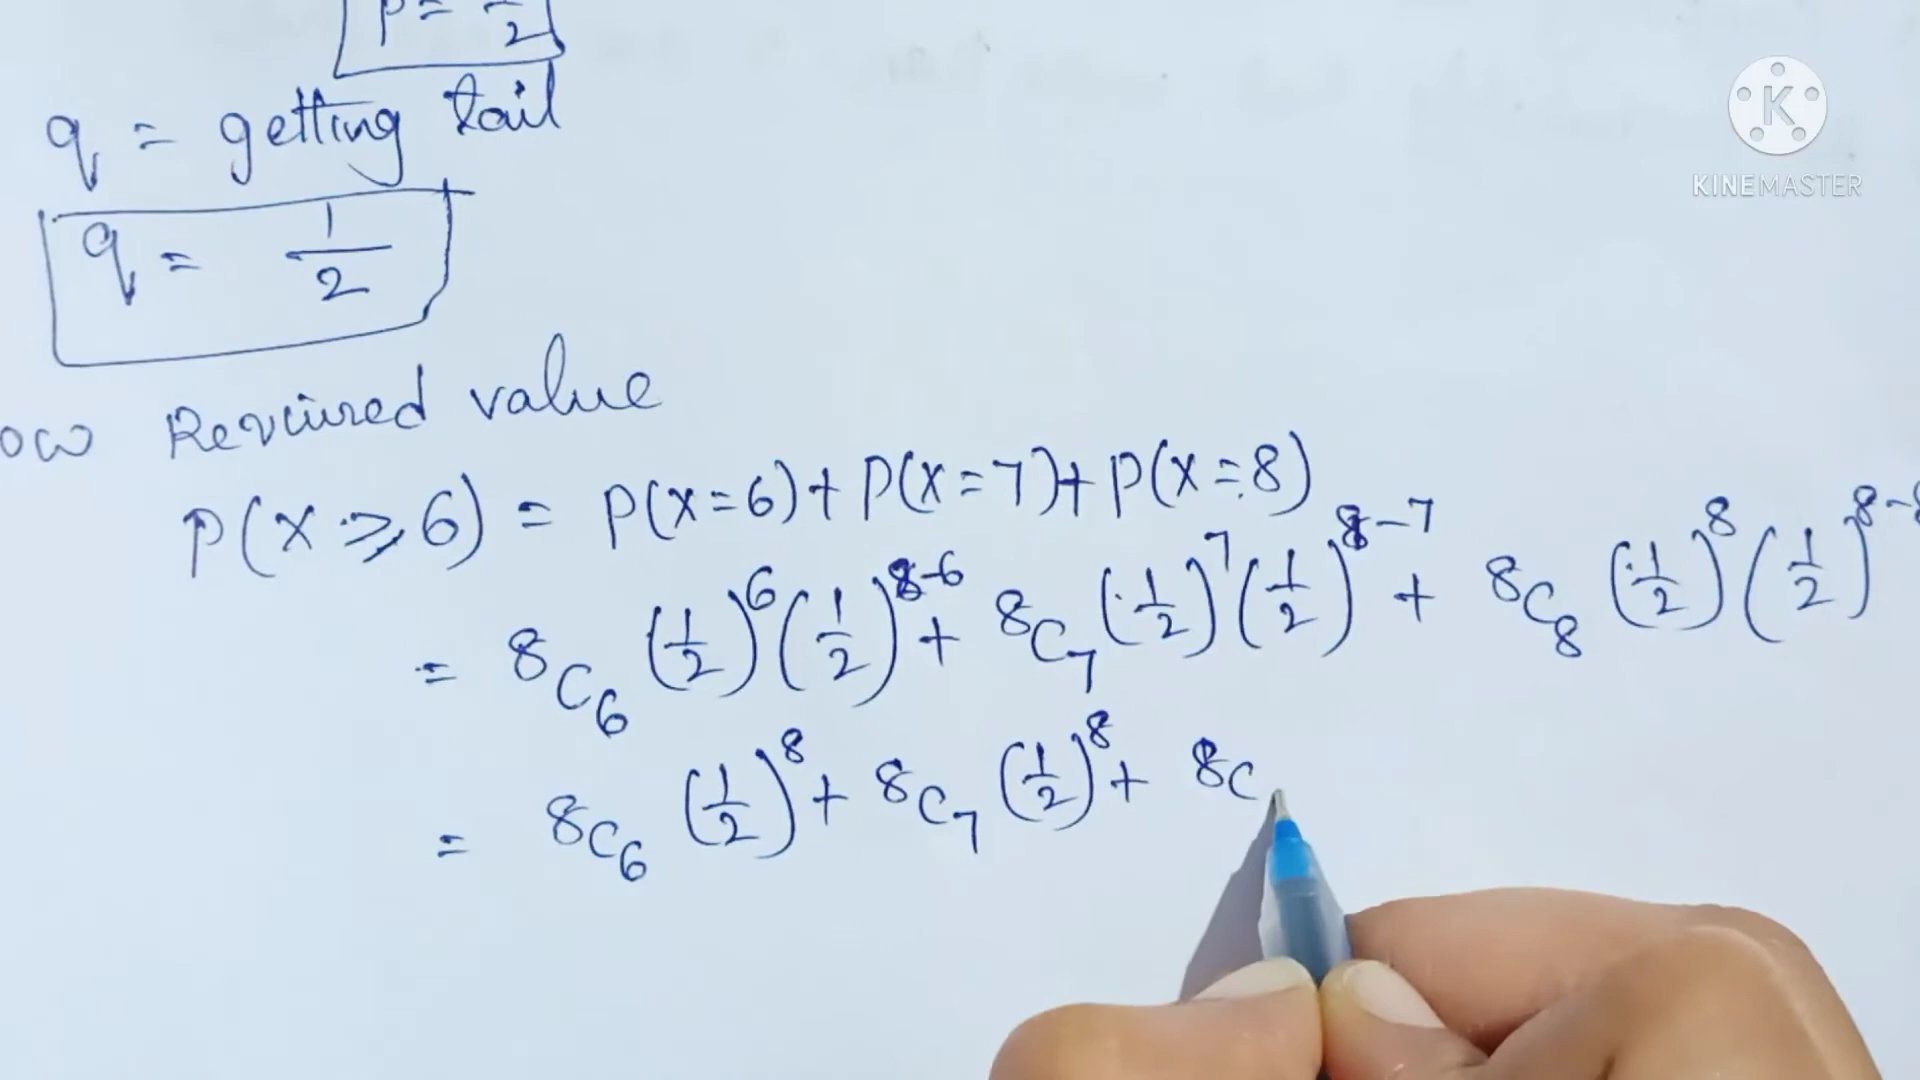 p = 1/2
q = getting tail
q = 1/2
ow Required value
P(X ≥ 6) = P(X = 6) + P(X = 7) + P(X = 8)
= 8C6 (1/2)^6 (1/2)^8-6 + 8C7 (1/2)^7 (1/2)^8-7 + 8C8 (1/2)^8 (1/2)^8-8
= 8C6 (1/2)^8 + 8C7 (1/2)^8 + 8C
K
KINEMASTER